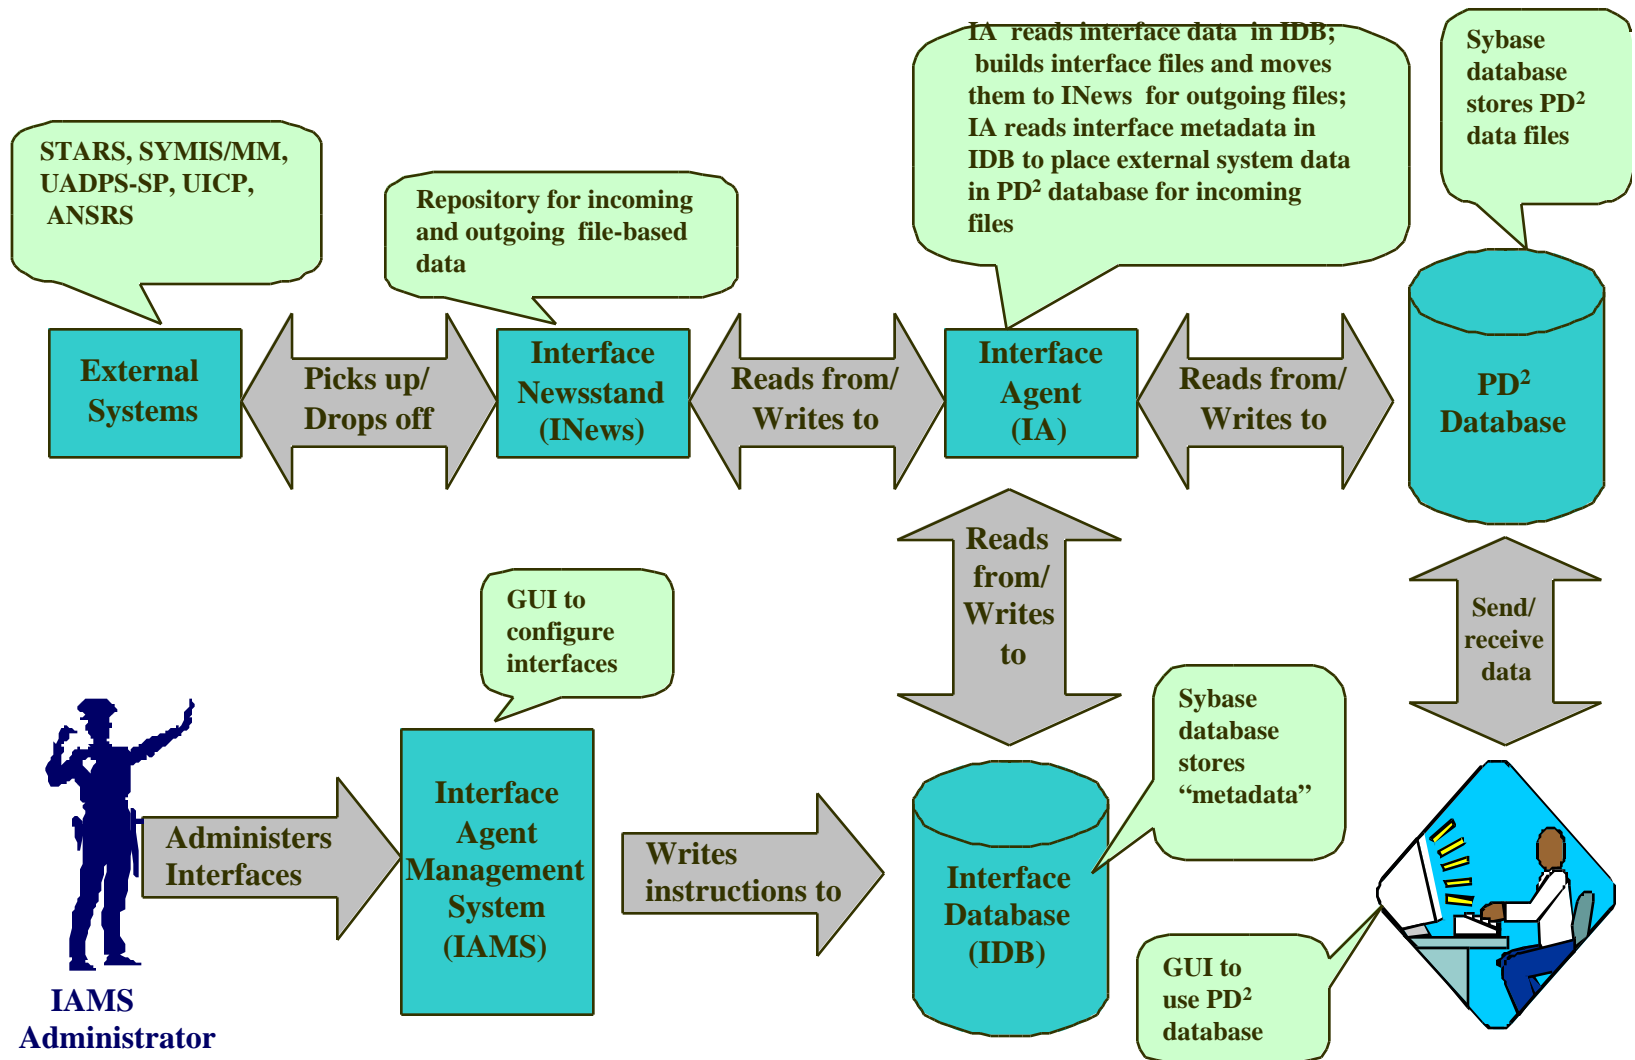 IA reads interface data in IDB;
builds interface files and moves
them to INews for outgoing files;
IA reads interface metadata in
IDB to place external system data
in PD² database for incoming
files
Sybase
database
stores PD²
data files
STARS, SYMIS/MM,
UADPS-SP, UICP,
ANSRS
Repository for incoming
and outgoing file-based
data
External
Systems
Picks up/
Drops off
Interface
Newsstand
(INews)
Reads from/
Writes to
Interface
Agent
(IA)
Reads from/
Writes to
PD²
Database
Reads
from/
Writes
to
Send/
receive
data
GUI to
configure
interfaces
Sybase
database
stores
“metadata”
Administers
Interfaces
Interface
Agent
Management
System
(IAMS)
Writes
instructions to
Interface
Database
(IDB)
GUI to
use PD²
database
IAMS
Administrator